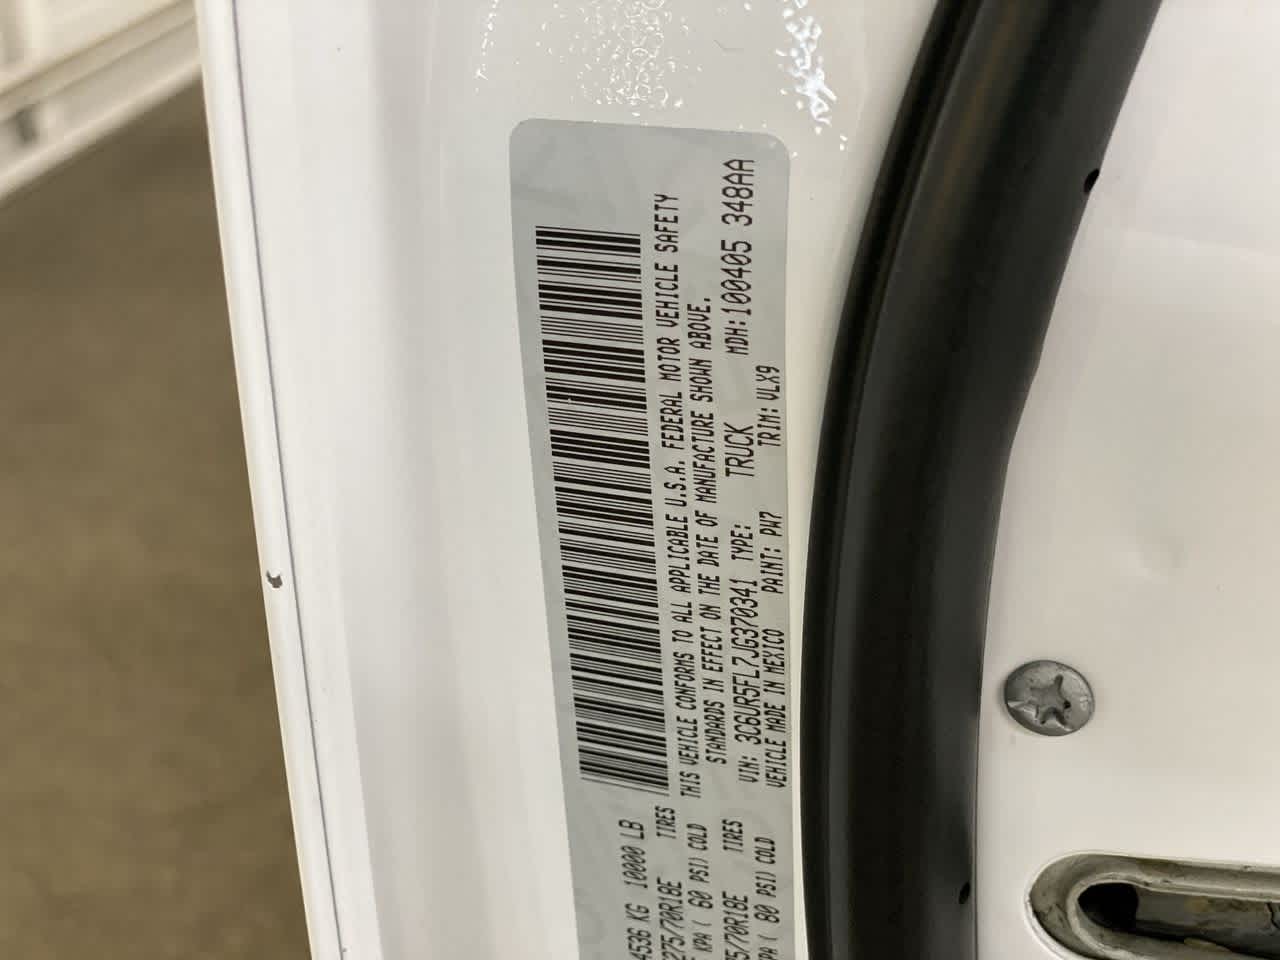 4536 KG 10000 LB
275/70R18E TIRES
KPA ( 60 PSI) COLD
5/70R18E TIRES
PA ( 80 PSI) COLD
THIS VEHICLE CONFORMS TO ALL APPLICABLE U.S.A. FEDERAL MOTOR VEHICLE SAFETY
STANDARDS IN EFFECT ON THE DATE OF MANUFACTURE SHOWN ABOVE.
VIN: 3C6UR5FL7JG370341 TYPE: TRUCK MDH:100405 348AA
VEHICLE MADE IN MEXICO PAINT: PW7 TRIM: VLX9